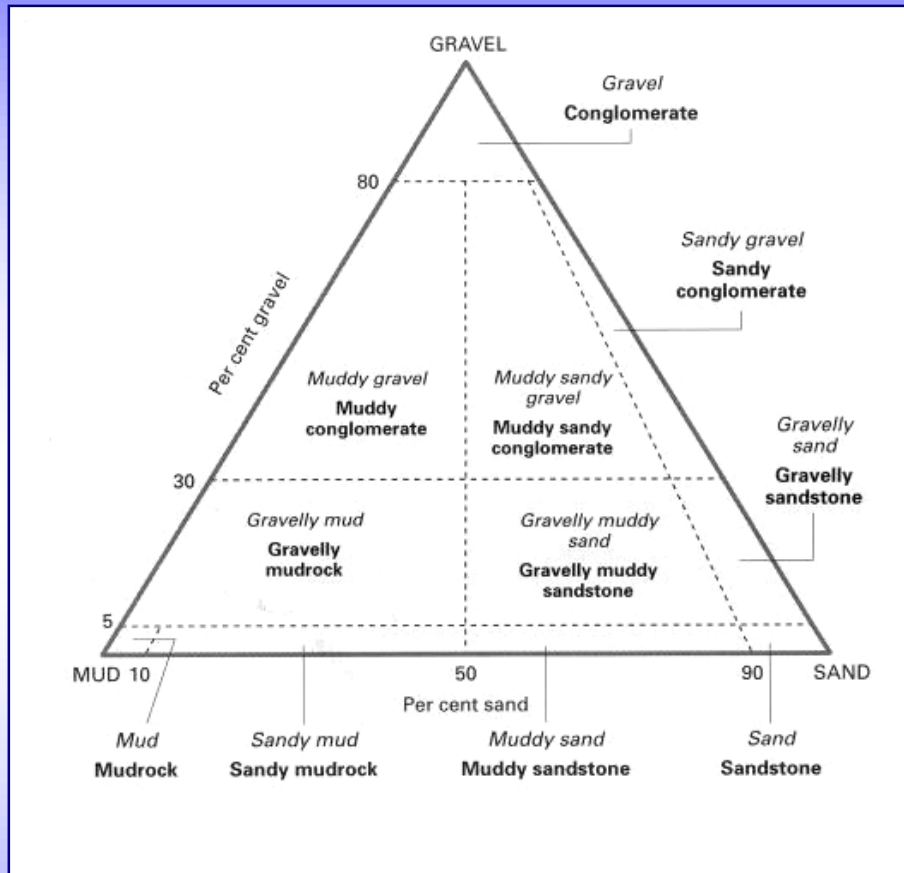 GRAVEL
Gravel
Conglomerate
80
Sandy gravel
Sandy
conglomerate
Per cent gravel
Muddy gravel
Muddy
conglomerate
Muddy sandy
gravel
Muddy sandy
conglomerate
Gravelly
sand
Gravelly
sandstone
30
Gravelly mud
Gravelly
mudrock
Gravelly muddy
sand
Gravelly muddy
sandstone
5
MUD 10 50 90 SAND
Per cent sand
Mud
Mudrock
Sandy mud
Sandy mudrock
Muddy sand
Muddy sandstone
Sand
Sandstone